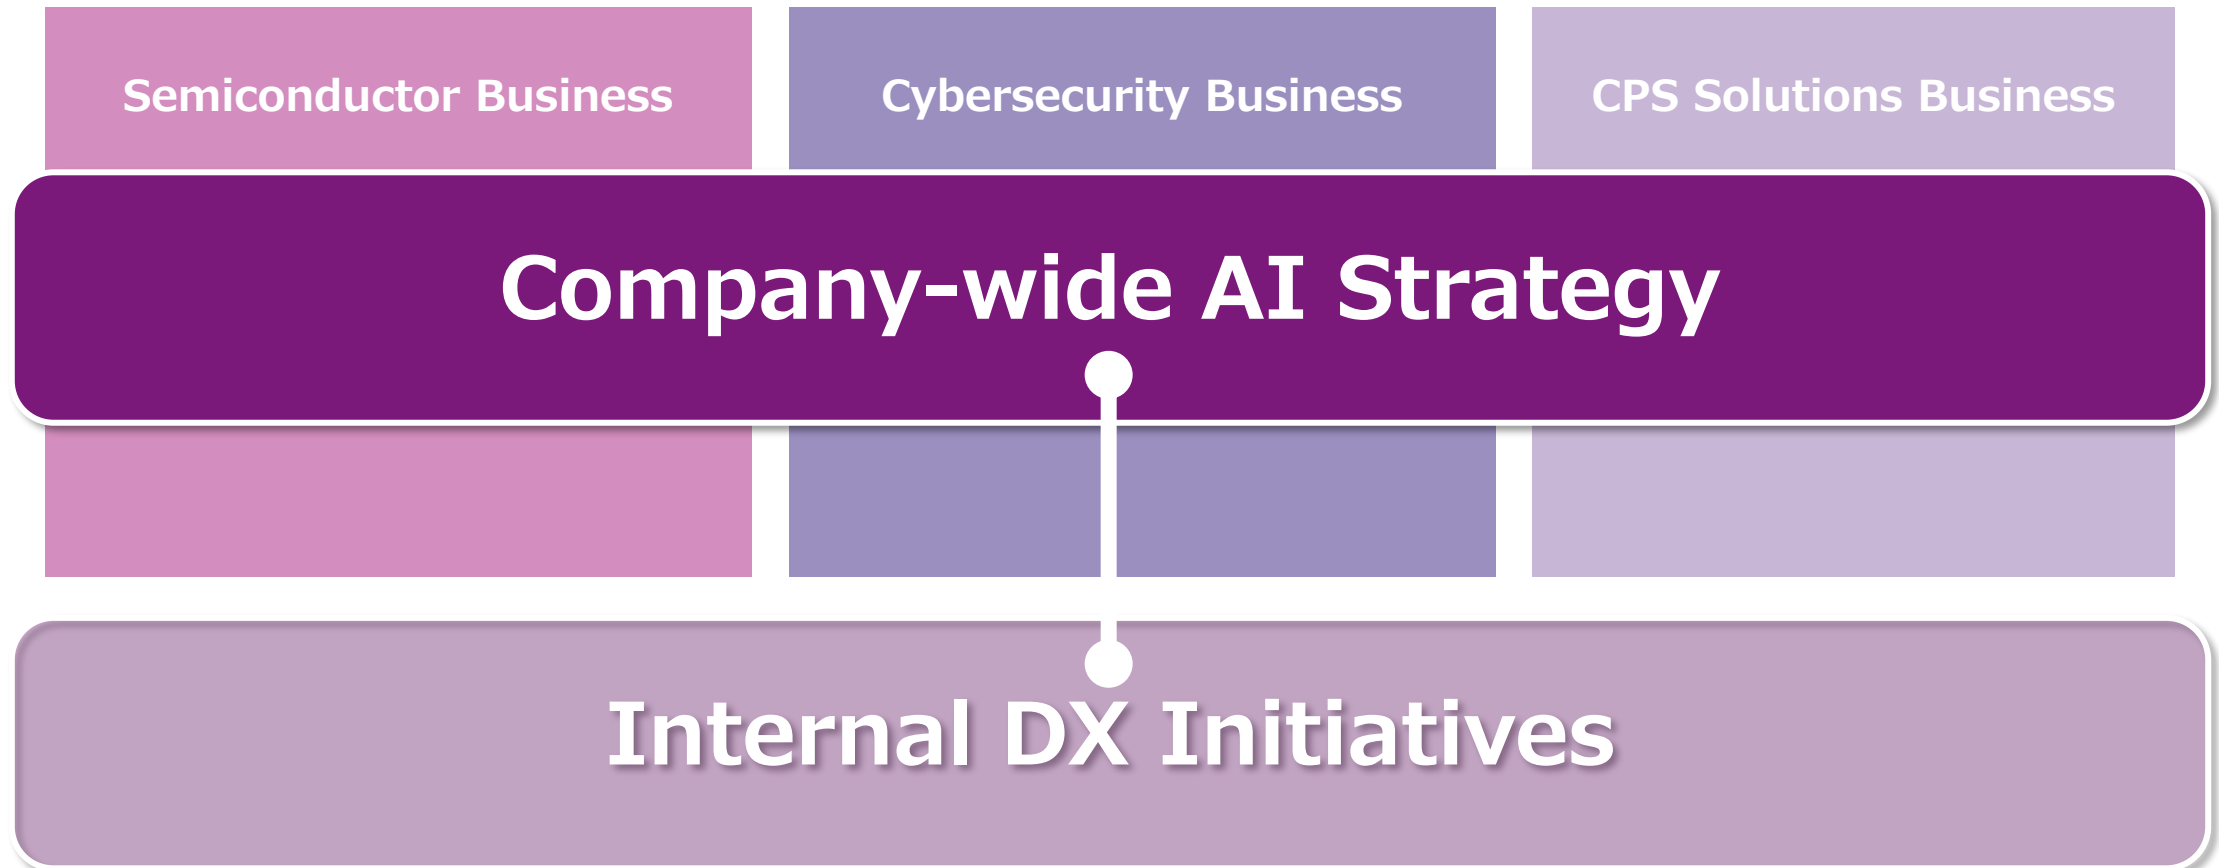 Semiconductor Business
Cybersecurity Business
CPS Solutions Business
Company-wide AI Strategy
Internal DX Initiatives